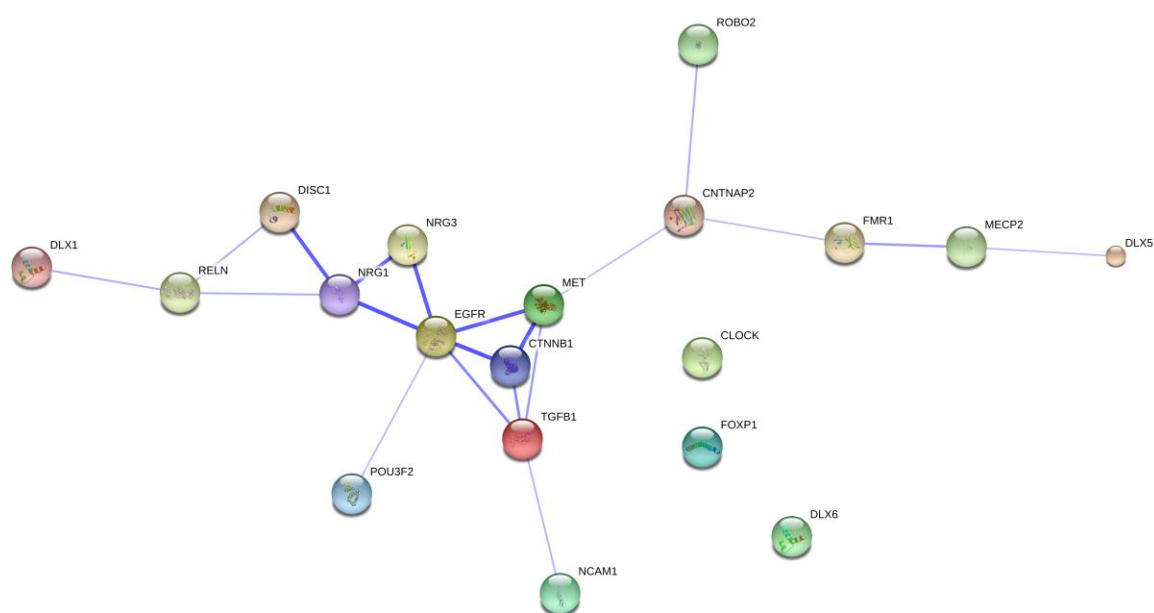 ROBO2
DISC1
CNTNAP2
NRG3
FMR1
MECP2
DLX5
DLX1
RELN
NRG1
MET
EGFR
CTNNB1
CLOCK
TGFB1
FOXP1
POU3F2
DLX6
NCAM1